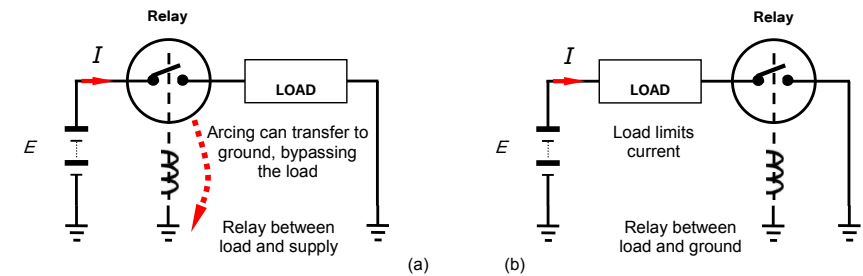 Relay
I
LOAD
E
Arcing can transfer to
ground, bypassing
the load
Relay between
load and supply
(a)
Relay
I
LOAD
E
Load limits
current
Relay between
load and ground
(b)